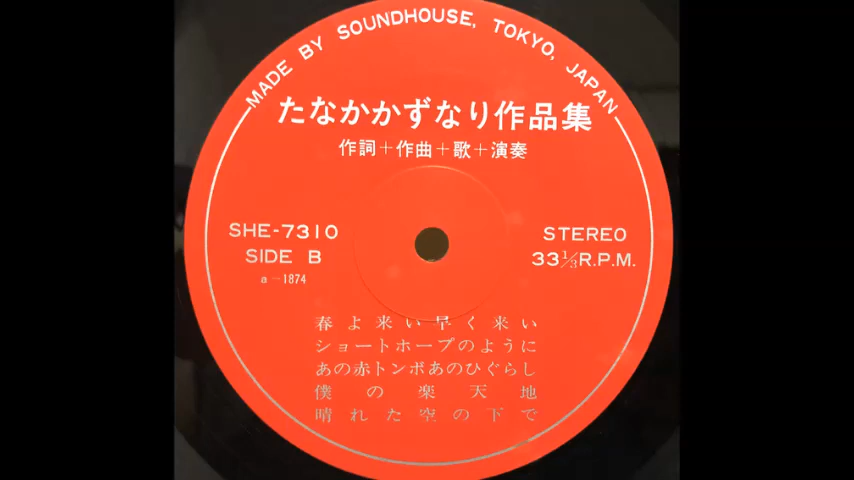 MADE BY SOUNDHOUSE, TOKYO, JAPAN
たなかかずなり作品集
作詞+作曲+歌+演奏
SHE-7310
SIDE B
a-1874
STEREO
33⅓R.P.M.
春よ来い早く来い
ショートホープのように
あの赤トンボあのひぐらし
僕の楽天地
晴れた空の下で